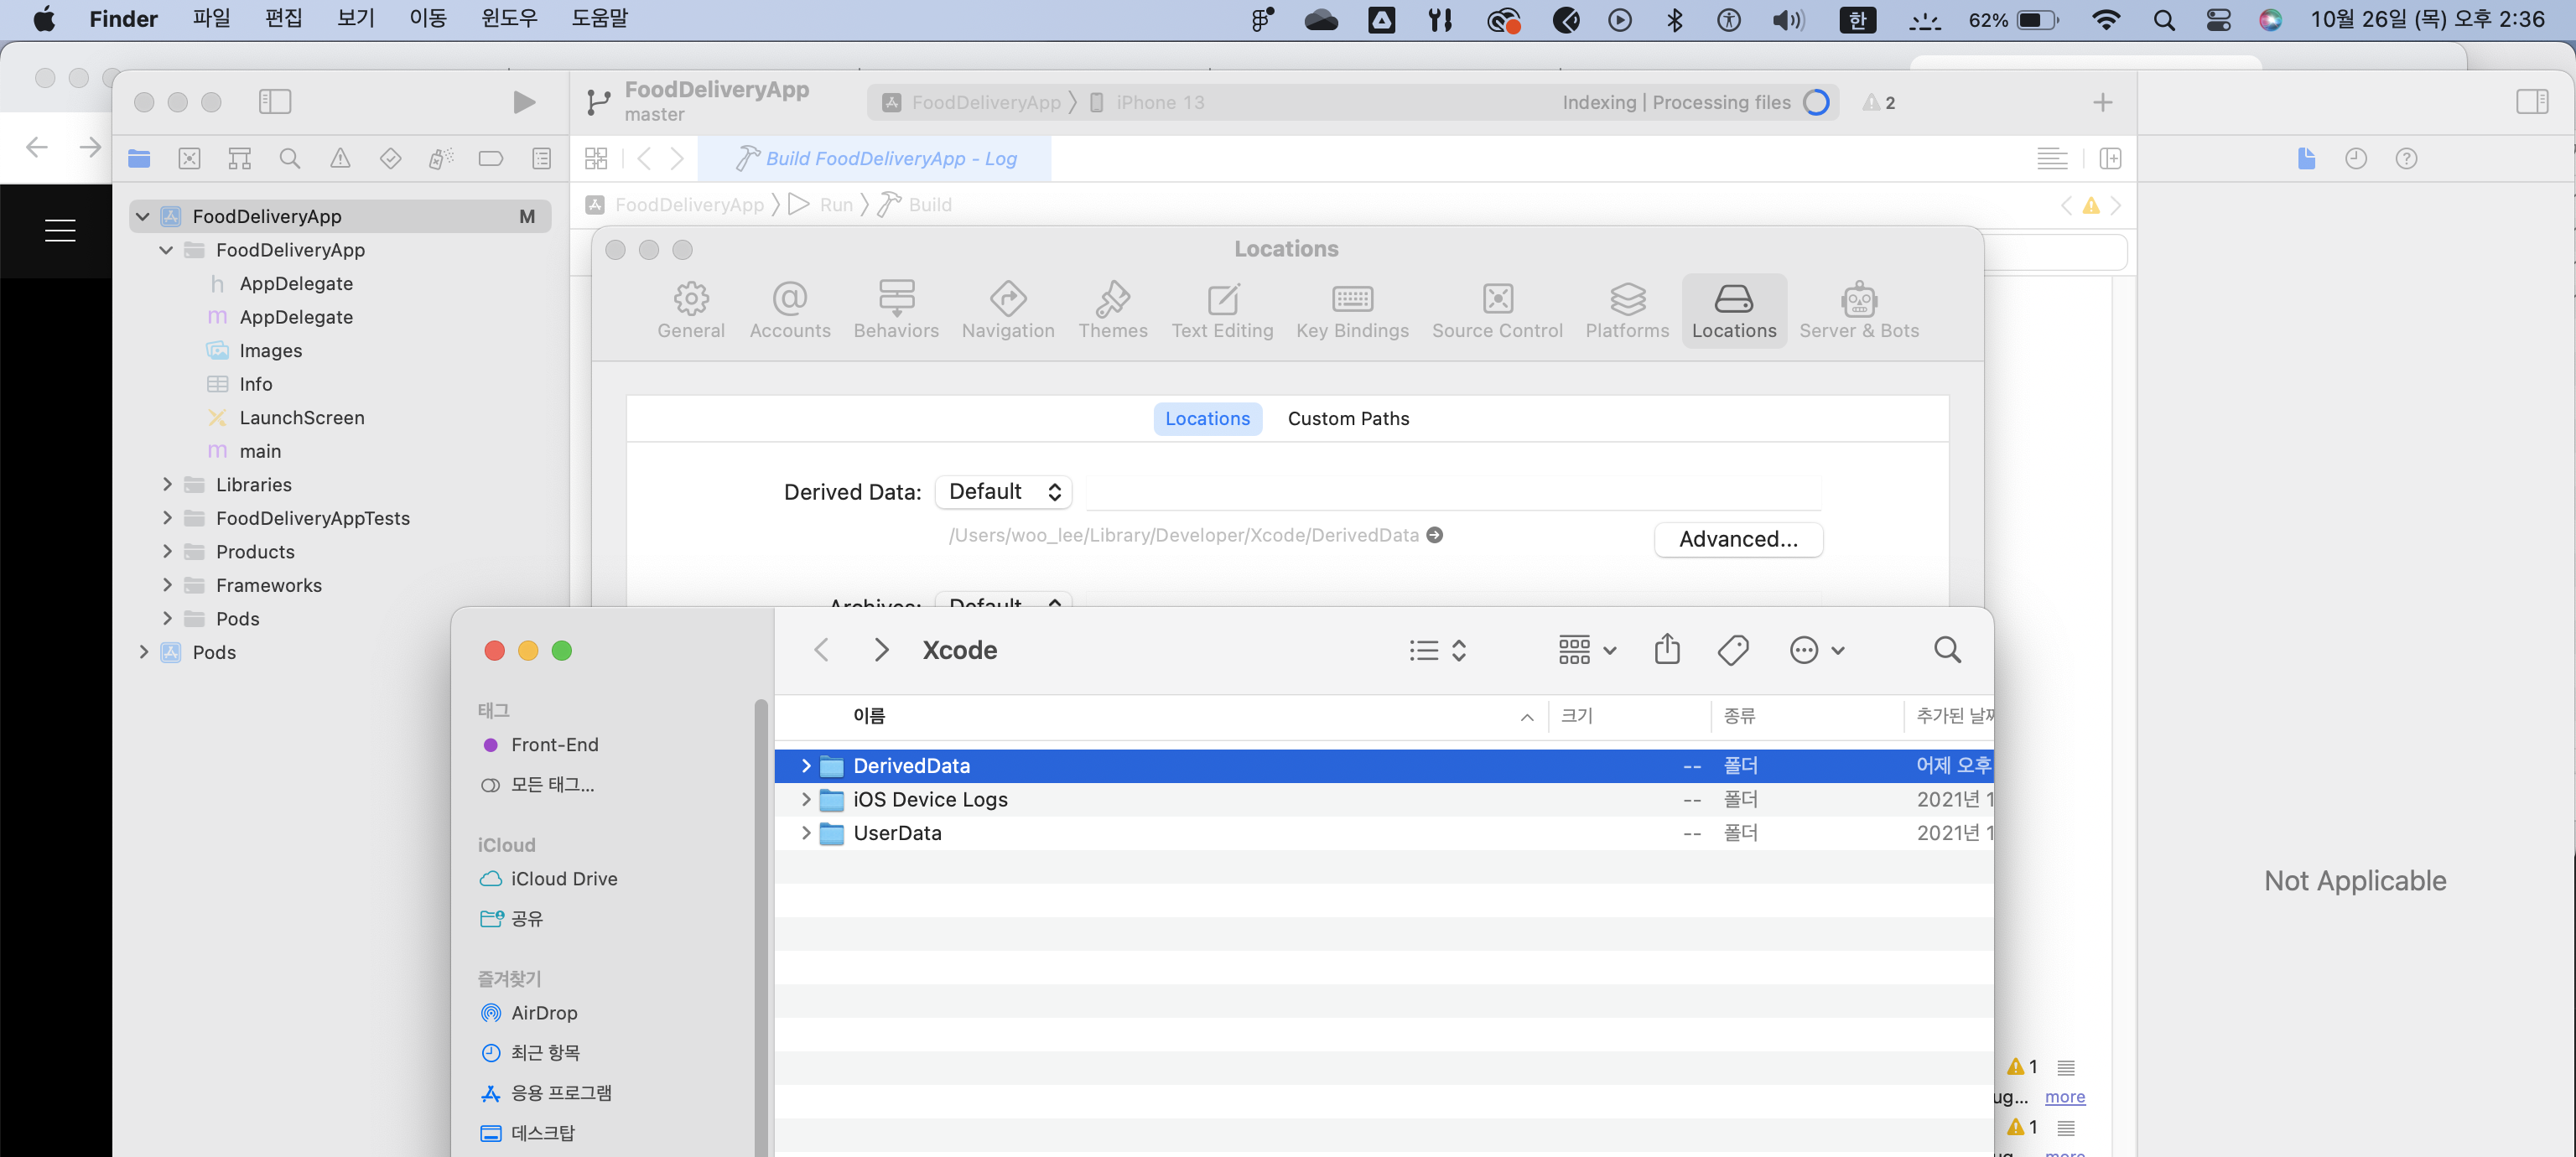 Finder 파일 편집 보기 이동 윈도우 도움말 한 62% 10월 26일 (목) 오후 2:36
FoodDeliveryApp
master
FoodDeliveryApp iPhone 13 Indexing | Processing files 2
Build FoodDeliveryApp - Log
FoodDeliveryApp Run Build
FoodDeliveryApp M
FoodDeliveryApp
h AppDelegate
m AppDelegate
Images
Info
LaunchScreen
m main
Libraries
FoodDeliveryAppTests
Products
Frameworks
Pods
Pods
Locations
General Accounts Behaviors Navigation Themes Text Editing Key Bindings Source Control Platforms Locations Server & Bots
Locations Custom Paths
Derived Data: Default
/Users/woo_lee/Library/Developer/Xcode/DerivedData
Advanced...
Archives: Default
Xcode
태그
Front-End
모든 태그...
iCloud
iCloud Drive
공유
즐겨찾기
AirDrop
최근 항목
응용 프로그램
데스크탑
이름 크기 종류 추가된 날짜
DerivedData -- 폴더 어제 오후
iOS Device Logs -- 폴더 2021년 1
UserData -- 폴더 2021년 1
Not Applicable
1
ug... more
1
more